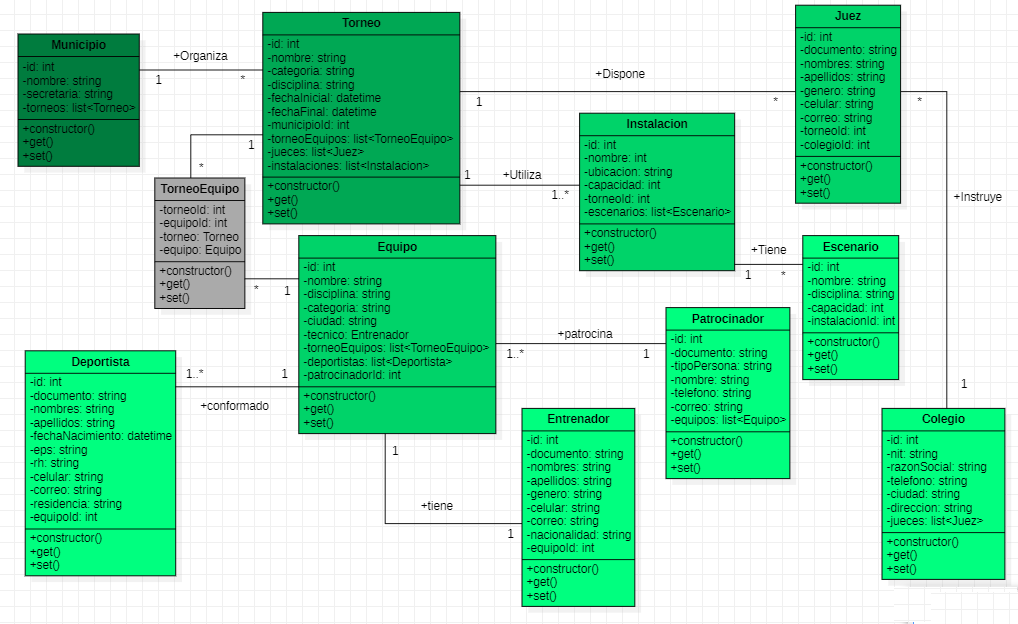 Municipio
-id: int
-nombre: string
-secretaria: string
-torneos: list<Torneo>
+constructor()
+get()
+set()
+Organiza
1
*
Torneo
-id: int
-nombre: string
-categoria: string
-disciplina: string
-fechaInicial: datetime
-fechaFinal: datetime
-municipioId: int
-torneoEquipos: list<TorneoEquipo>
-jueces: list<Juez>
-instalaciones: list<Instalacion>
+constructor()
+get()
+set()
+Dispone
1
*
Juez
-id: int
-documento: string
-nombres: string
-apellidos: string
-genero: string
-celular: string
-correo: string
-torneoId: int
-colegioId: int
+constructor()
+get()
+set()
*
+Instruye
1
1
*
TorneoEquipo
-torneoId: int
-equipoId: int
-torneo: Torneo
-equipo: Equipo
+constructor()
+get()
+set()
*
1
1
+Utiliza
1..*
Instalacion
-id: int
-nombre: int
-ubicacion: string
-capacidad: int
-torneoId: int
-escenarios: list<Escenario>
+constructor()
+get()
+set()
+Tiene
1
*
Escenario
-id: int
-nombre: string
-disciplina: string
-capacidad: int
-instalacionId: int
+constructor()
+get()
+set()
Equipo
-id: int
-nombre: string
-disciplina: string
-categoria: string
-ciudad: string
-tecnico: Entrenador
-torneoEquipos: list<TorneoEquipo>
-deportistas: list<Deportista>
-patrocinadorId: int
+constructor()
+get()
+set()
+patrocina
1..*
1
Patrocinador
-id: int
-documento: string
-tipoPersona: string
-nombre: string
-telefono: string
-correo: string
-equipos: list<Equipo>
+constructor()
+get()
+set()
Deportista
-id: int
-documento: string
-nombres: string
-apellidos: string
-fechaNacimiento: datetime
-eps: string
-rh: string
-celular: string
-correo: string
-residencia: string
-equipoId: int
+constructor()
+get()
+set()
1..*
1
+conformado
1
+tiene
1
Entrenador
-id: int
-documento: string
-nombres: string
-apellidos: string
-genero: string
-celular: string
-correo: string
-nacionalidad: string
-equipoId: int
+constructor()
+get()
+set()
Colegio
-id: int
-nit: string
-razonSocial: string
-telefono: string
-ciudad: string
-direccion: string
-jueces: list<Juez>
+constructor()
+get()
+set()